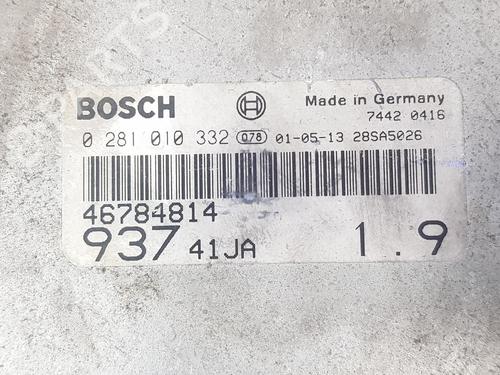 BOSCH Made in Germany
7442 0416
0 281 010 332 Q78 01-05-13 28SA5026
46784814
937 41JA 1.9